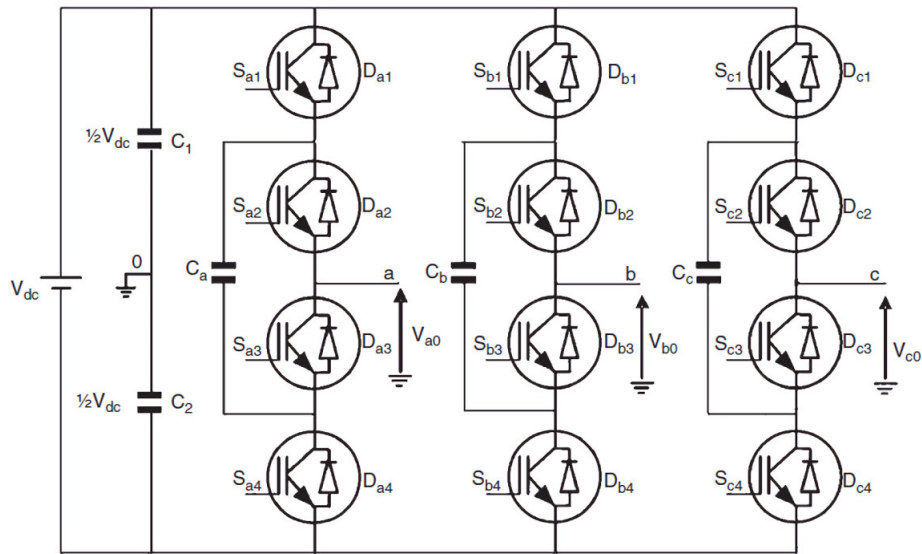 Sa1 Da1 Sb1 Db1 Sc1 Dc1
½Vdc C1
Sa2 Da2 Sb2 Db2 Sc2 Dc2
0 Ca a Cb b Cc c
Vdc
Va0 Vb0 Vc0
Sa3 Da3 Sb3 Db3 Sc3 Dc3
½Vdc C2
Sa4 Da4 Sb4 Db4 Sc4 Dc4